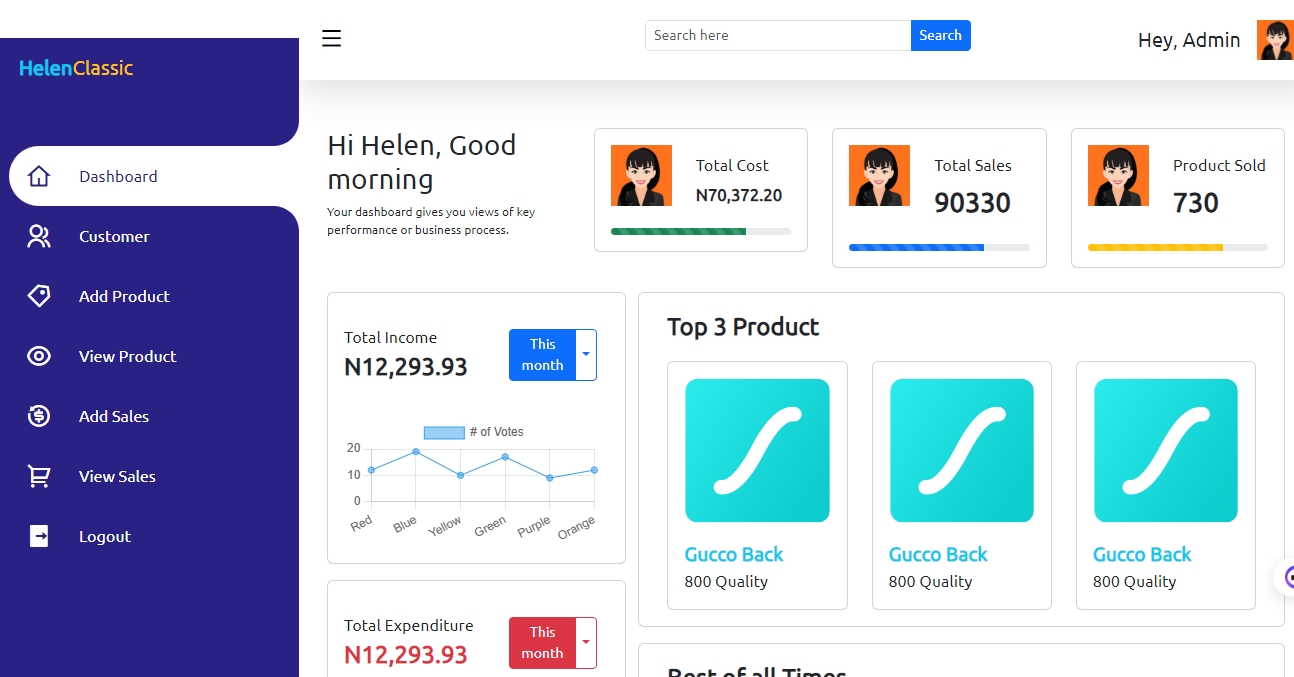 Search here
Search
Hey, Admin
HelenClassic
Dashboard
Customer
Add Product
View Product
Add Sales
View Sales
Logout
Hi Helen, Good
morning
Your dashboard gives you views of key
performance or business process.
Total Cost
N70,372.20
Total Sales
90330
Product Sold
730
Total Income
N12,293.93
This
month
# of Votes
20
10
0
Red
Blue
Yellow
Green
Purple
Orange
Total Expenditure
N12,293.93
This
month
Top 3 Product
Gucco Back
800 Quality
Gucco Back
800 Quality
Gucco Back
800 Quality
Best of all Times